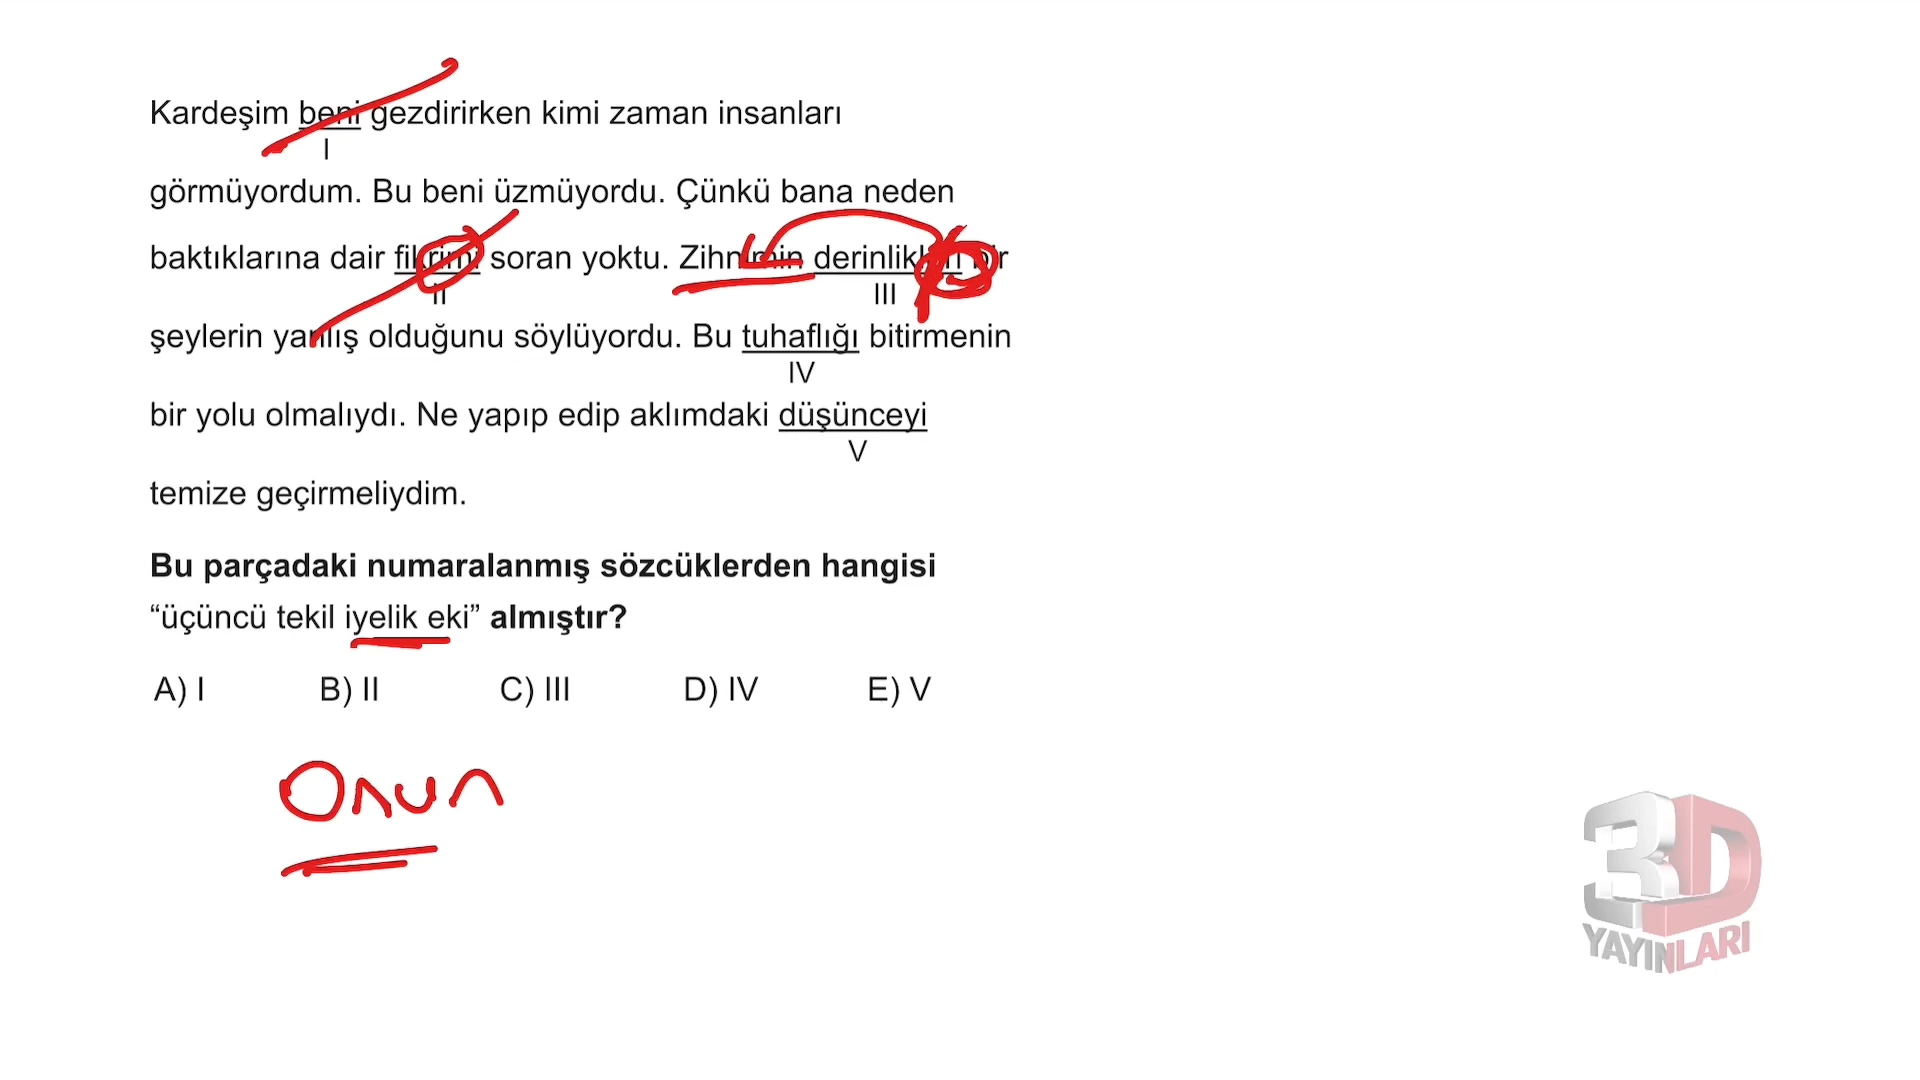 Kardeşim beni gezdirirken kimi zaman insanları
I
görmüyordum. Bu beni üzmüyordu. Çünkü bana neden
baktıklarına dair fikrimi soran yoktu. Zihnimin derinlikleri bir
II III
şeylerin yanlış olduğunu söylüyordu. Bu tuhaflığı bitirmenin
IV
bir yolu olmalıydı. Ne yapıp edip aklımdaki düşünceyi
V
temize geçirmeliydim.
Bu parçadaki numaralanmış sözcüklerden hangisi
“üçüncü tekil iyelik eki” almıştır?
A) I B) II C) III D) IV E) V
Onun
3D
YAYINLARI